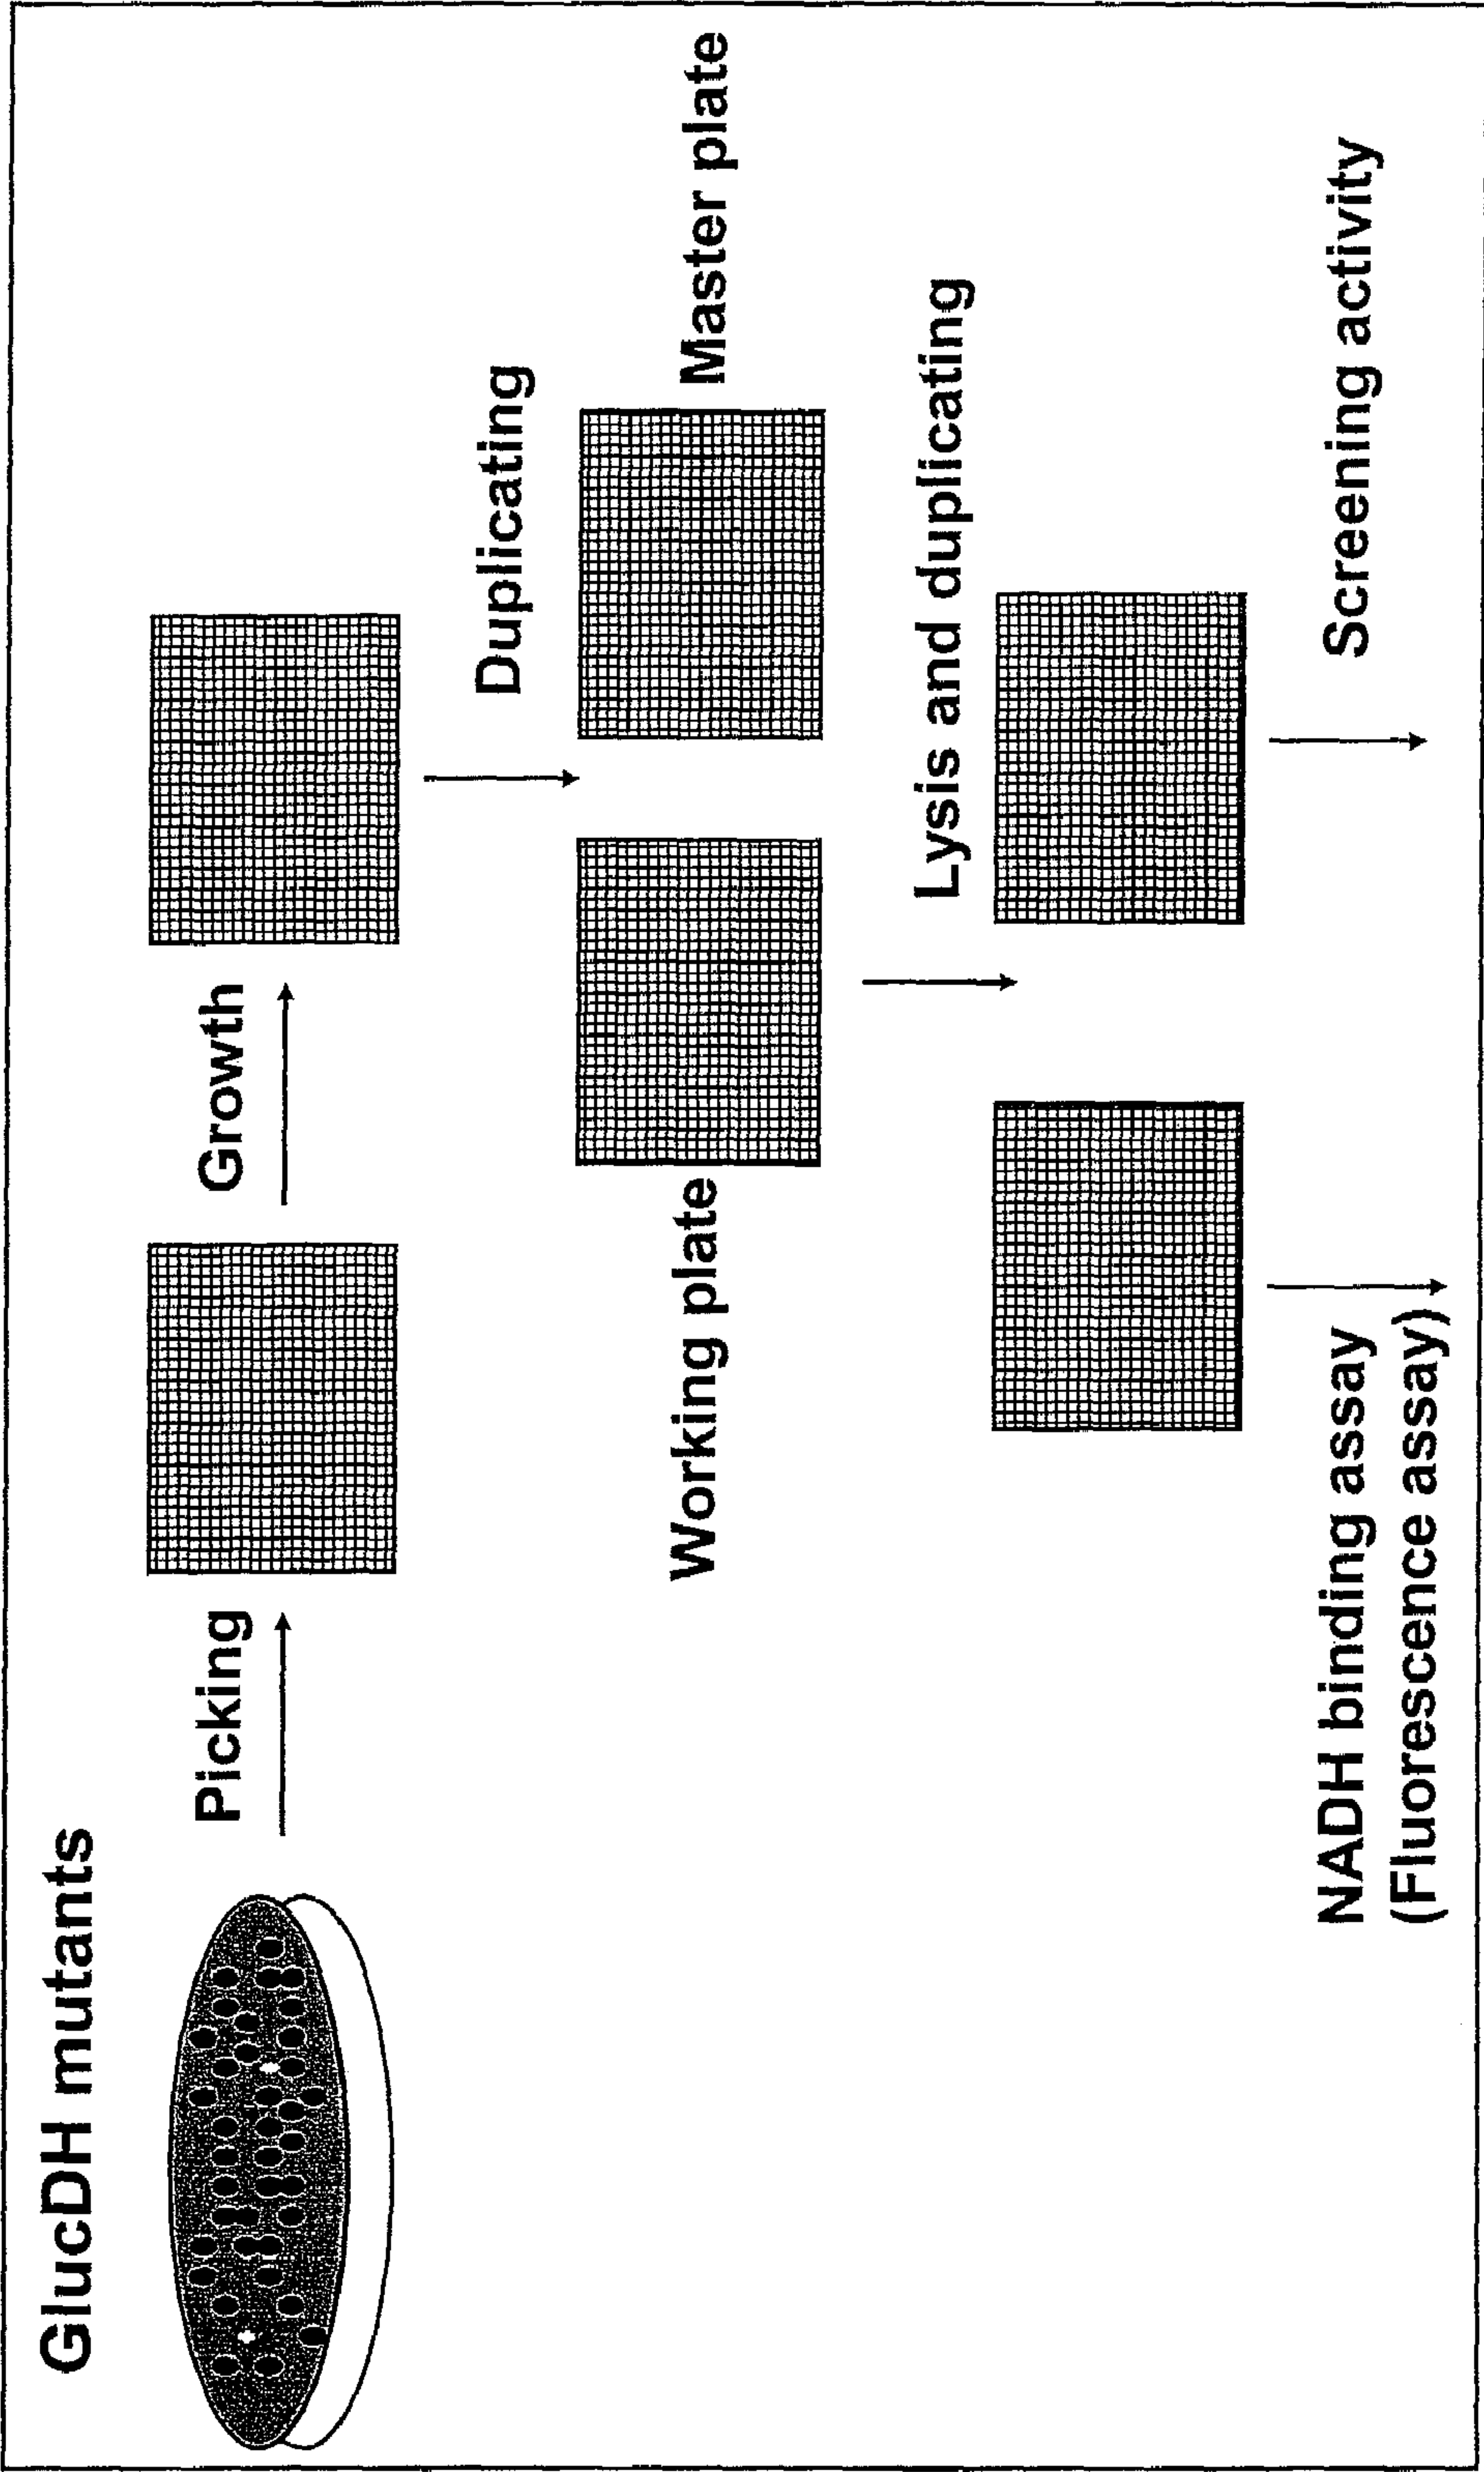 GlucDH mutants
Picking
Growth
Duplicating
Working plate
Master plate
Lysis and duplicating
NADH binding assay
(Fluorescence assay)
Screening activity